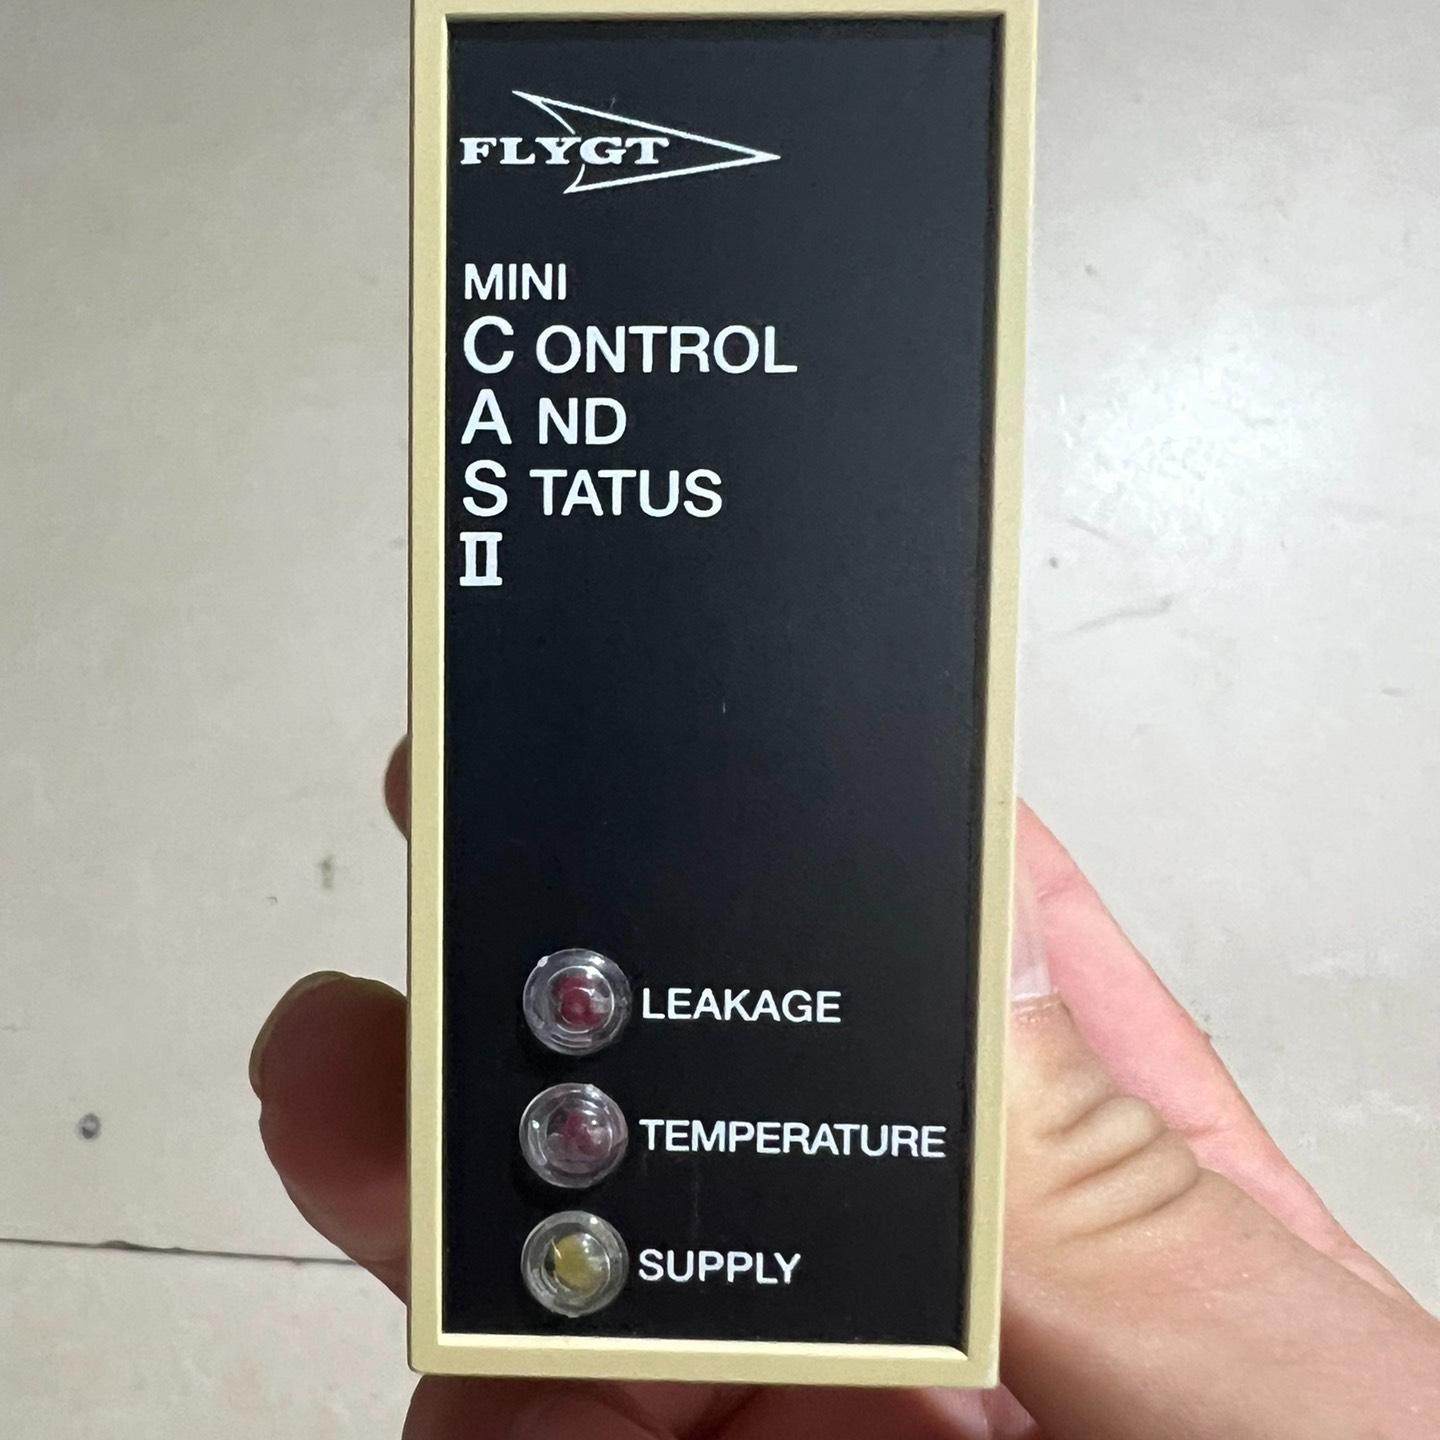 FLYGT
MINI
C ONTROL
A ND
S TATUS
II
LEAKAGE
TEMPERATURE
SUPPLY